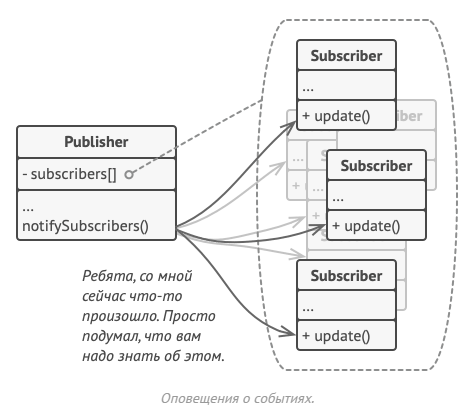 Publisher
- subscribers[]
...
notifySubscribers()
Subscriber
...
+ update()
Subscriber
...
+ update()
Subscriber
...
+ update()
Ребята, со мной
сейчас что-то
произошло. Просто
подумал, что вам
надо знать об этом.
Оповещения о событиях.